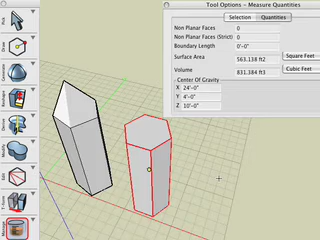 Tool Options - Measure Quantities
Selection Quantities
Non Planar Faces 0
Non Planar Faces (Strict) 0
Boundary Length 0'-0"
Surface Area 563.138 ft2 Square Feet
Volume 831.384 ft3 Cubic Feet
Center Of Gravity
X 24'-0"
Y 4'-0"
Z 10'-0"
Pick
Draw
Generate
Reshape
Derive
Modify
Edit
T-form
Manage